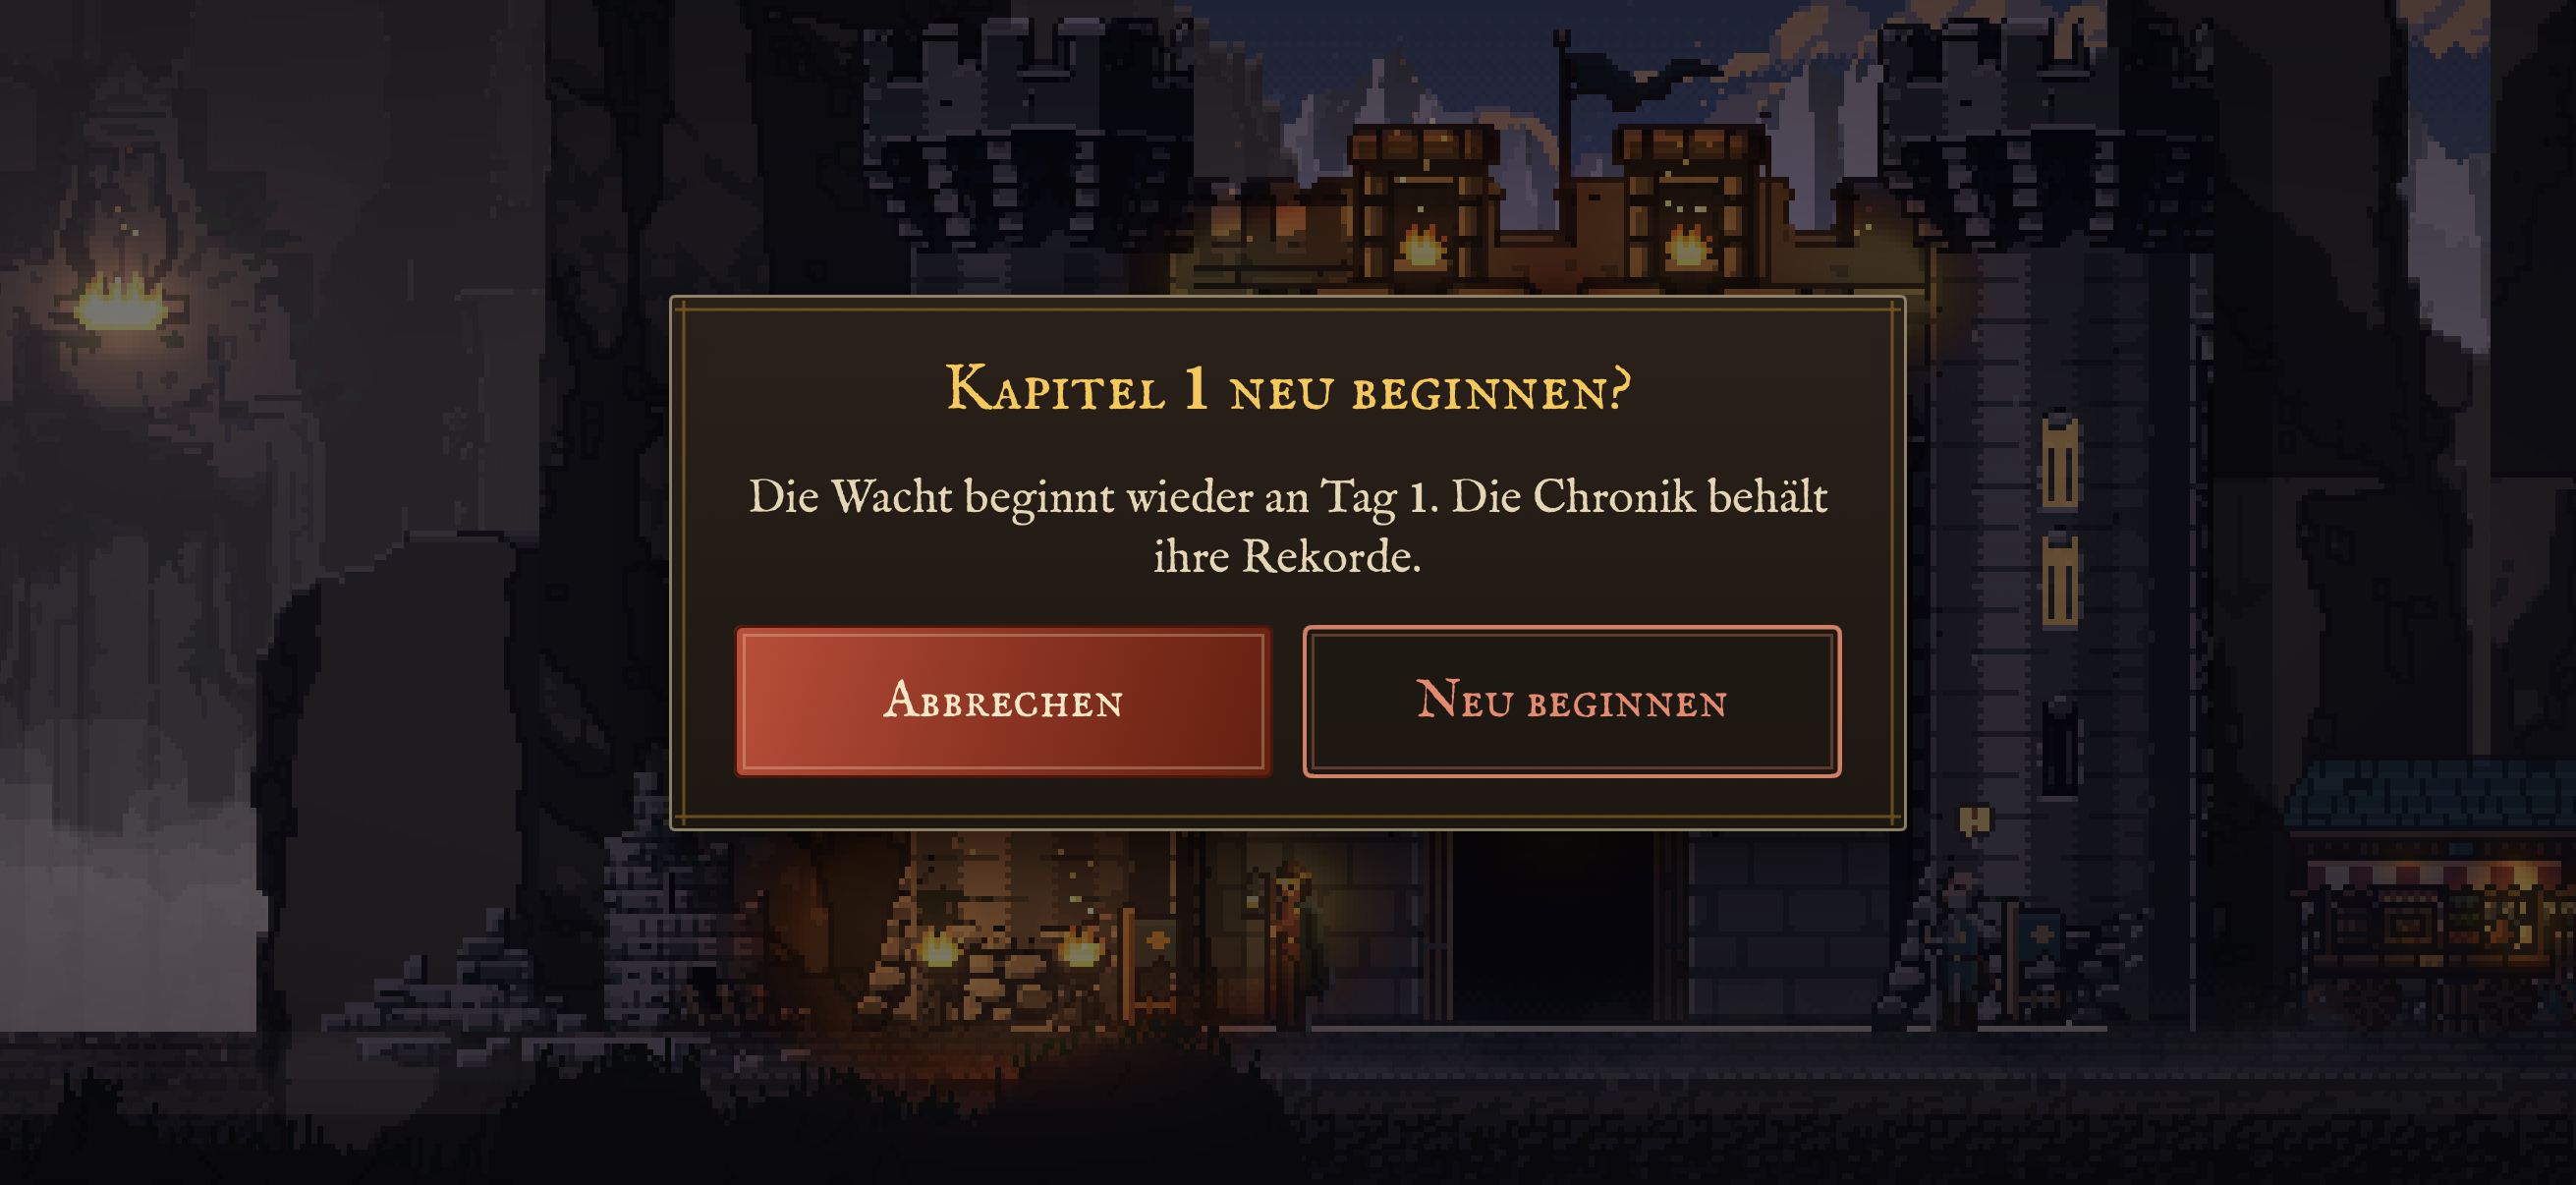 Kapitel 1 neu beginnen?
Die Wacht beginnt wieder an Tag 1. Die Chronik behält
ihre Rekorde.
Abbrechen
Neu beginnen